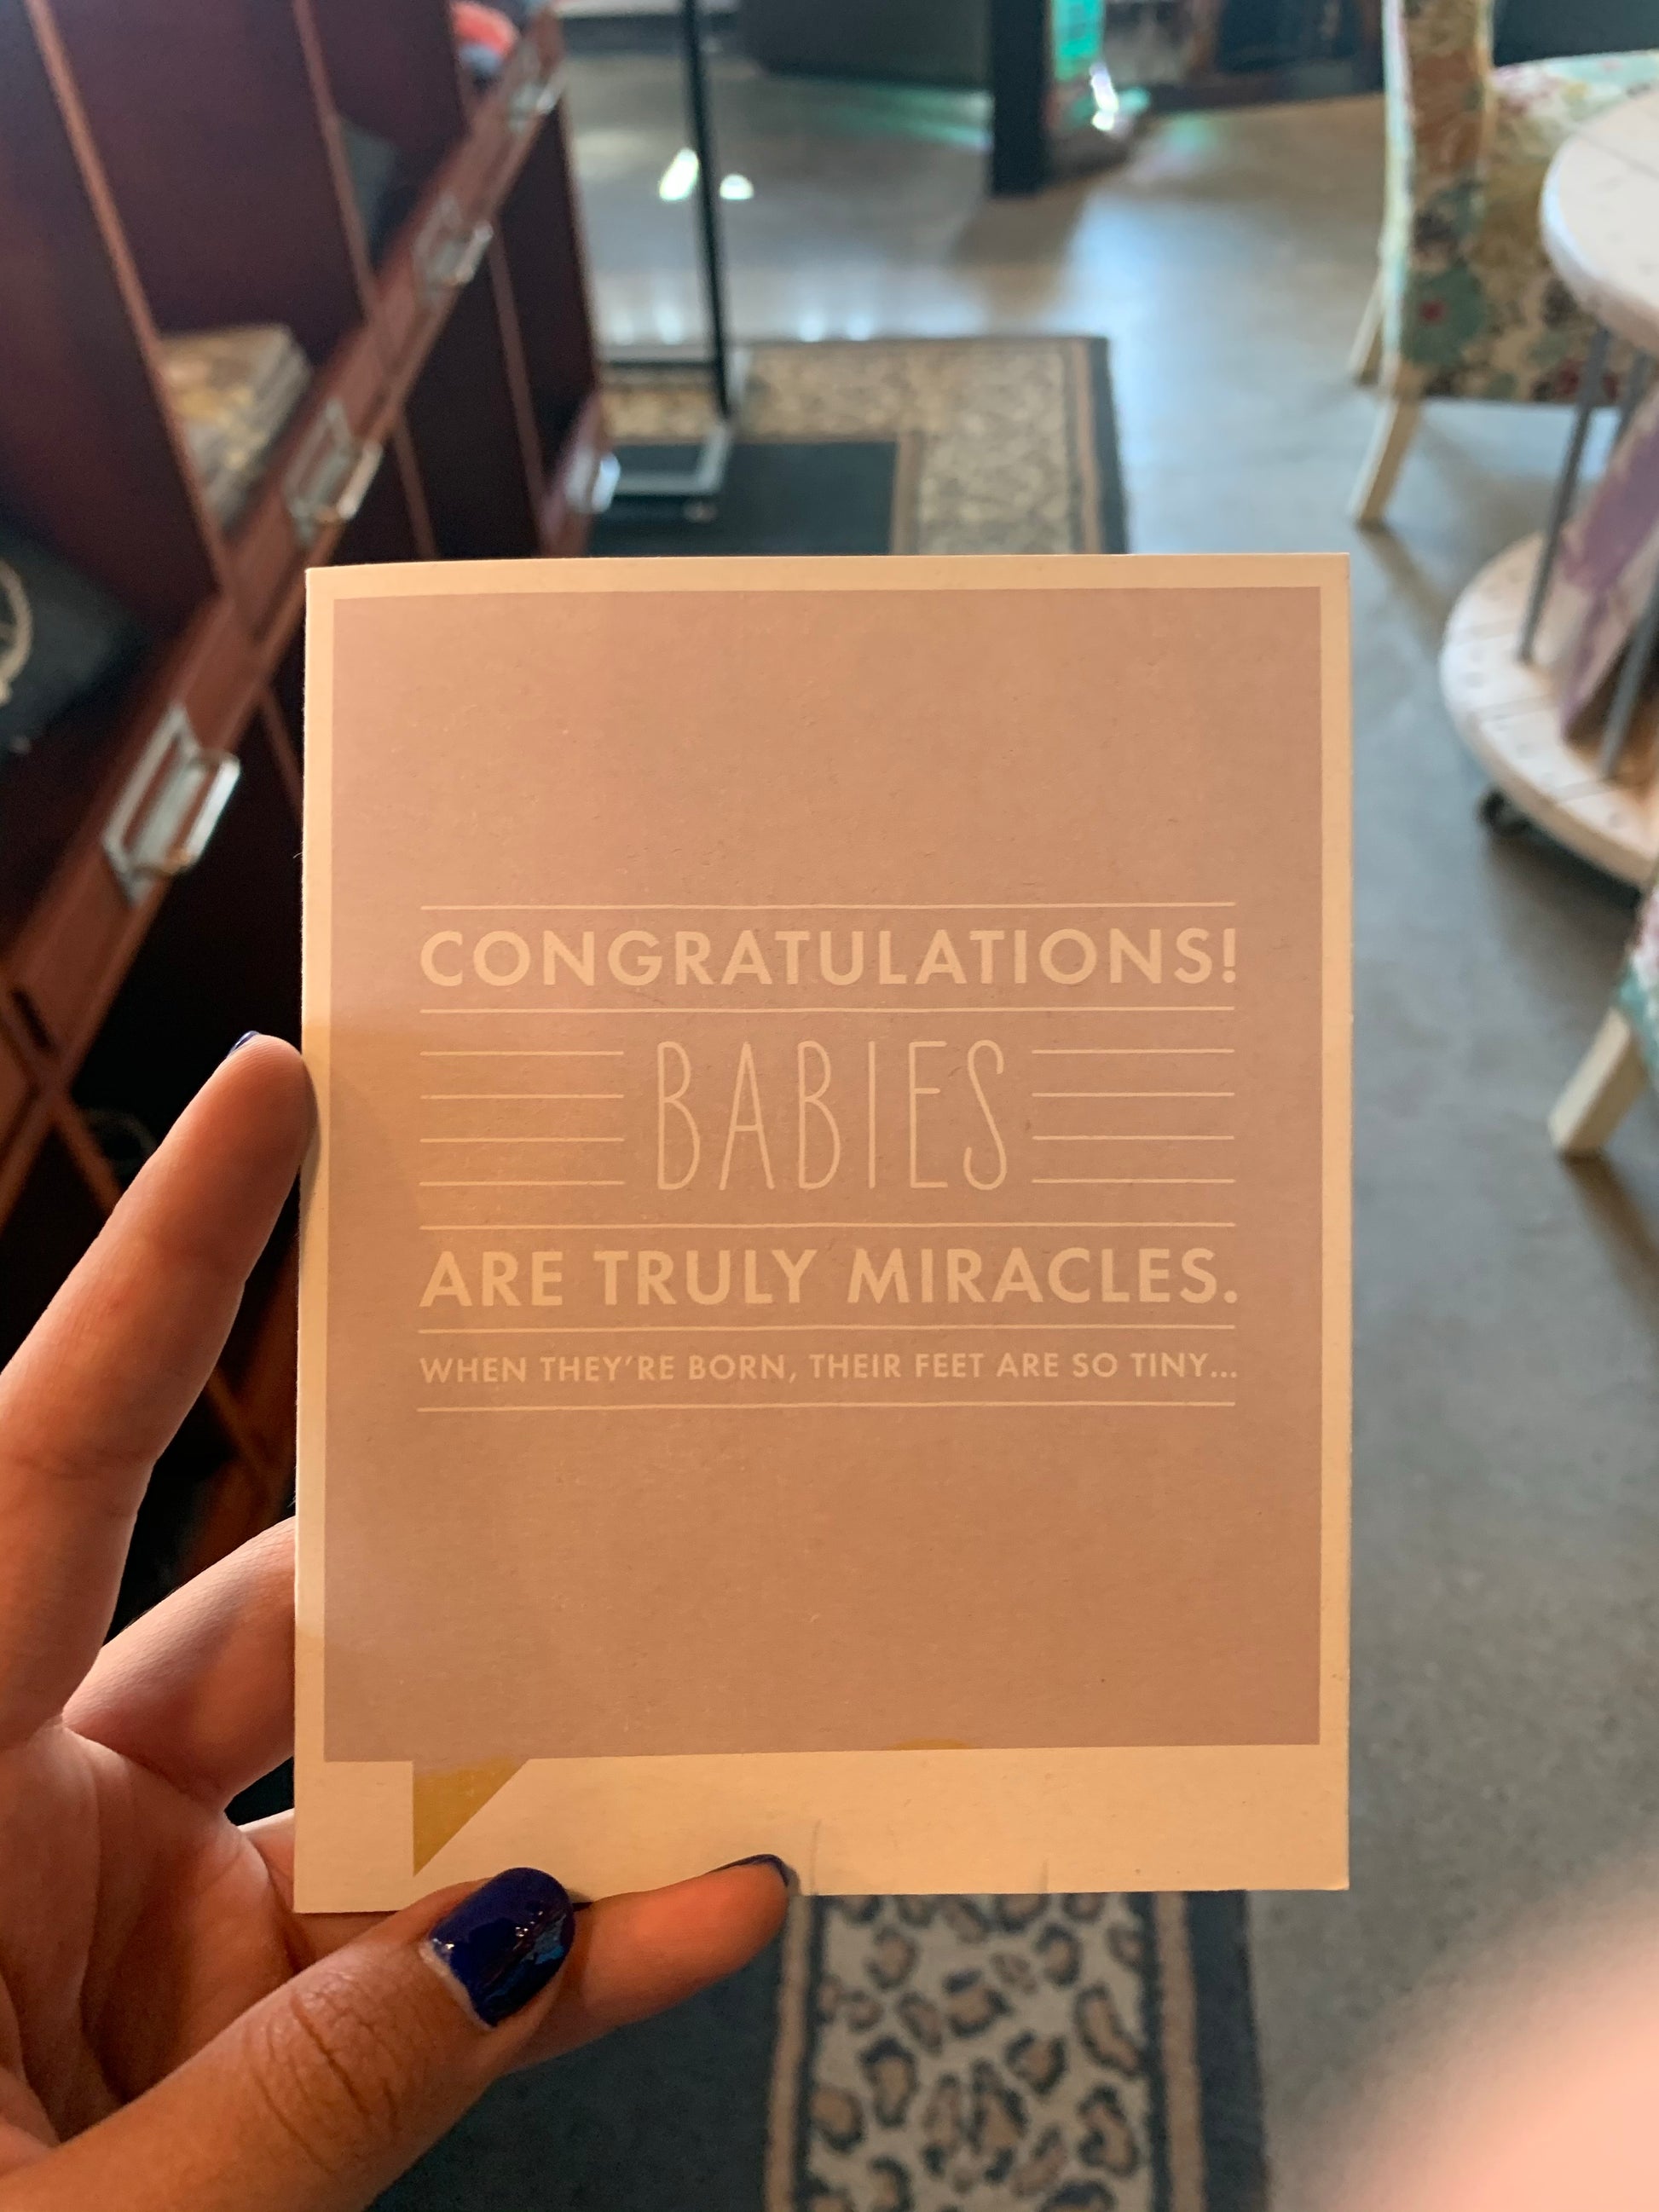 CONGRATULATIONS!
BABIES
ARE TRULY MIRACLES.
WHEN THEY'RE BORN, THEIR FEET ARE SO TINY...